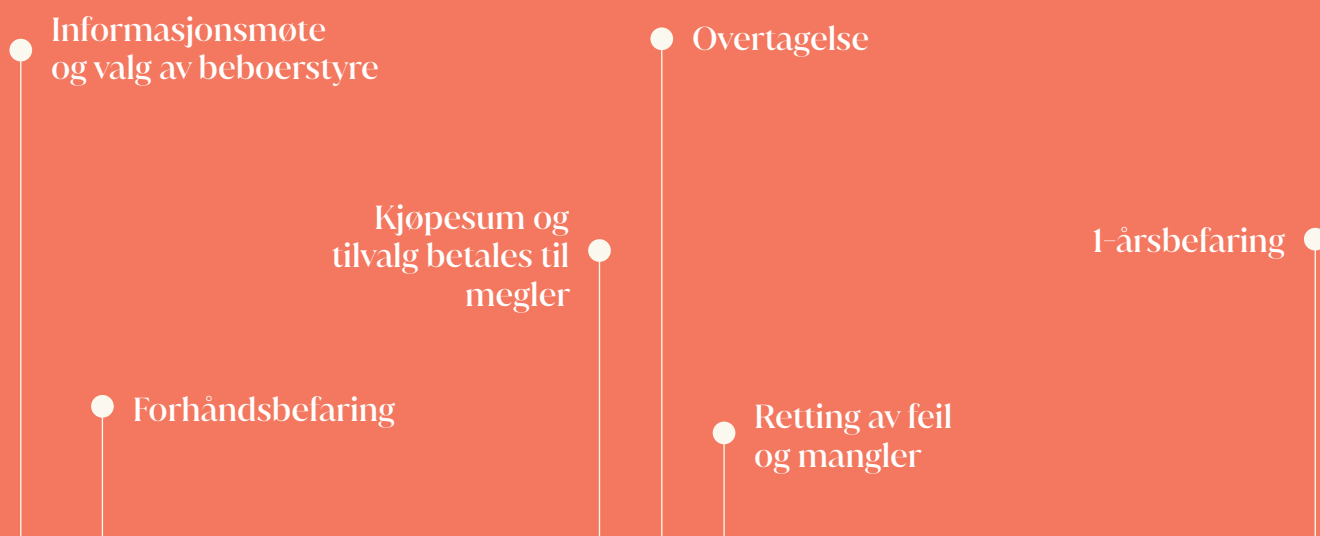 Informasjonsmøte
og valg av beboerstyre
Forhåndsbefaring
Kjøpesum og
tilvalg betales til
megler
Overtagelse
Retting av feil
og mangler
1-årsbefaring